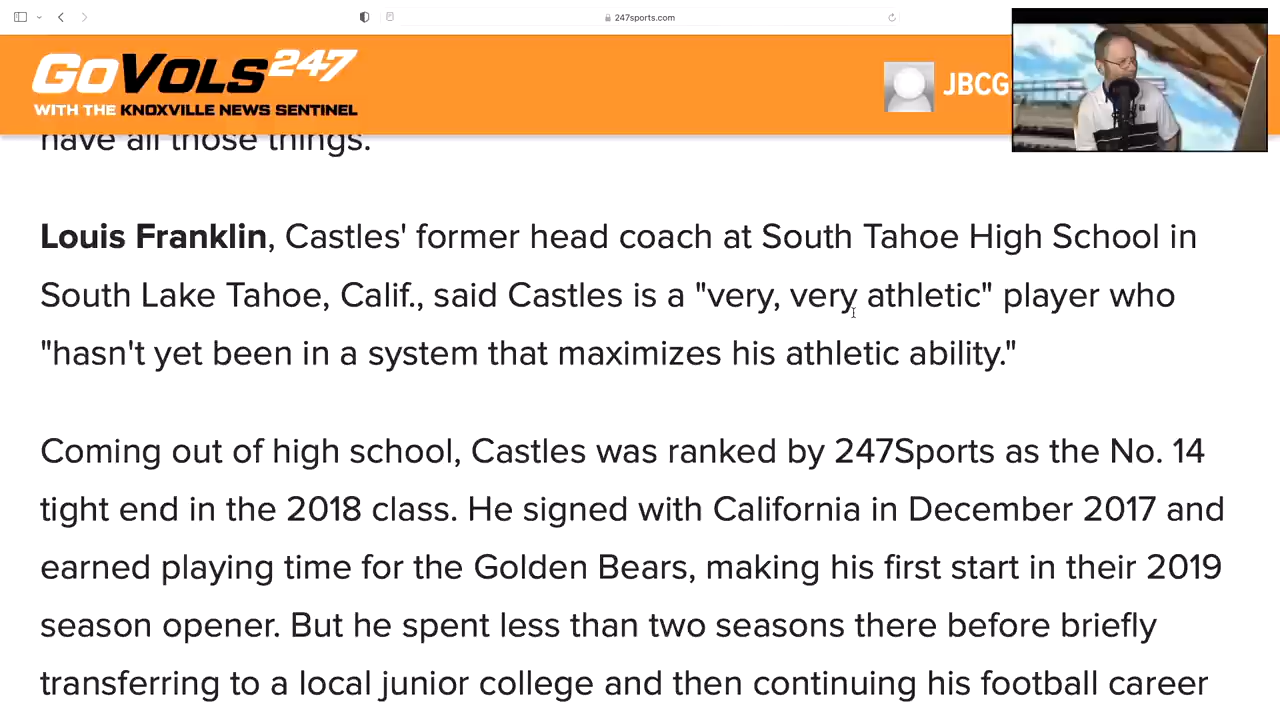 247sports.com
GoVols247
WITH THE KNOXVILLE NEWS SENTINEL
JBCG
have all those things.
Louis Franklin, Castles' former head coach at South Tahoe High School in
South Lake Tahoe, Calif., said Castles is a "very, very athletic" player who
"hasn't yet been in a system that maximizes his athletic ability."
Coming out of high school, Castles was ranked by 247Sports as the No. 14
tight end in the 2018 class. He signed with California in December 2017 and
earned playing time for the Golden Bears, making his first start in their 2019
season opener. But he spent less than two seasons there before briefly
transferring to a local junior college and then continuing his football career